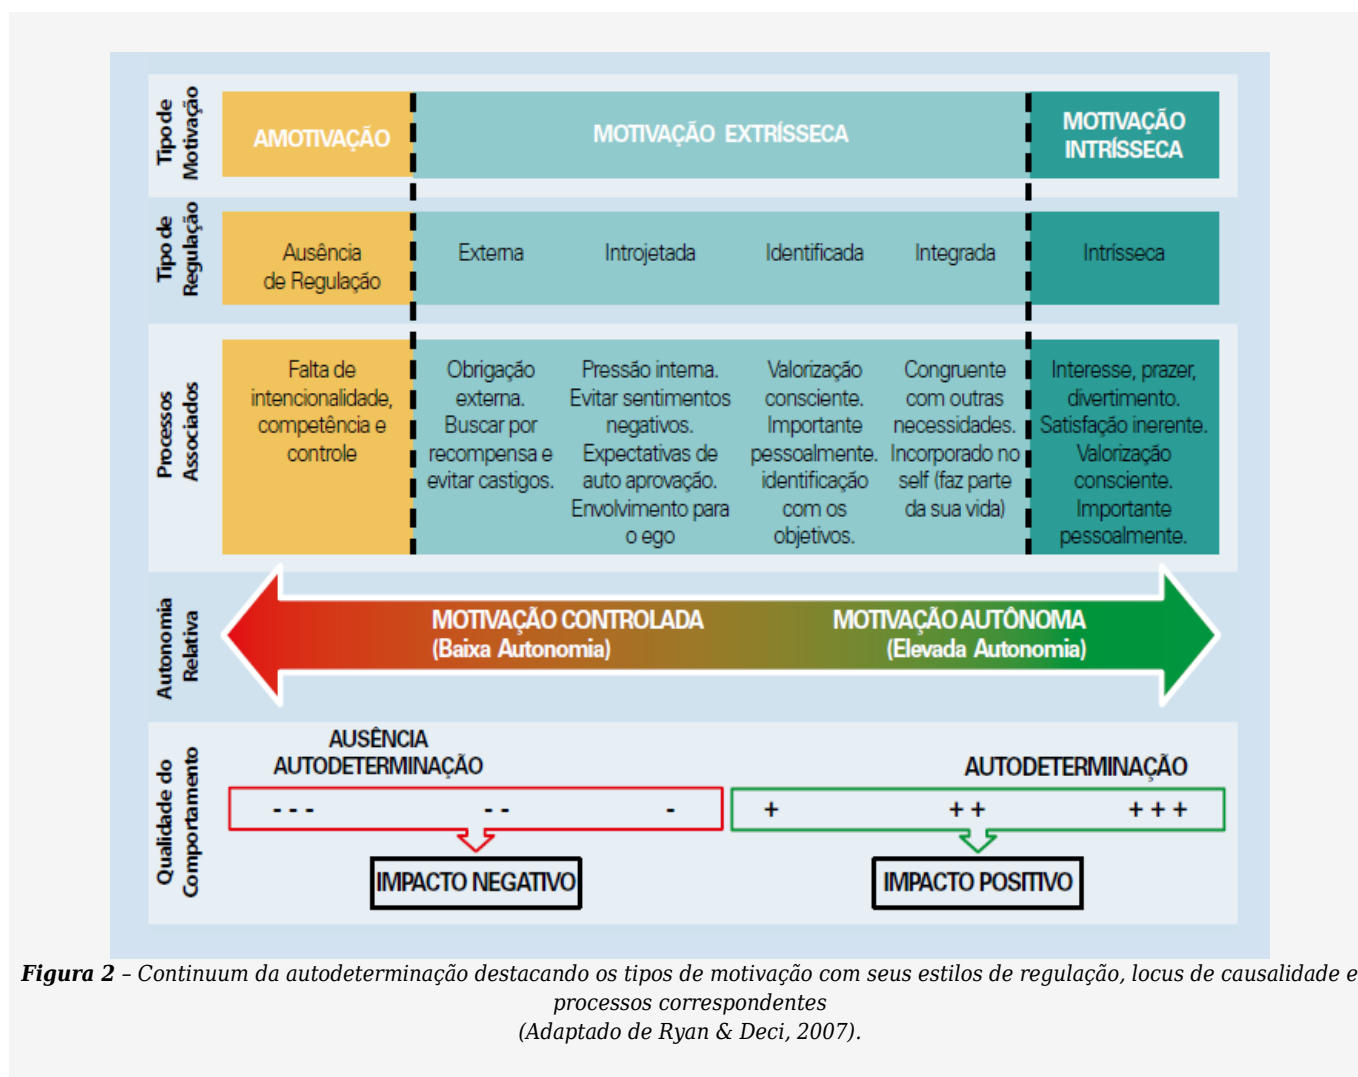 Tipo de
Motivação
AMOTIVAÇÃO
MOTIVAÇÃO EXTRÍSSECA
MOTIVAÇÃO
INTRÍSSECA
Tipo de
Regulação
Ausência
de Regulação
Externa
Introjetada
Identificada
Integrada
Intrísseca
Processos
Associados
Falta de
intencionalidade,
competência e
controle
Obrigação
externa.
Buscar por
recompensa e
evitar castigos.
Pressão interna.
Evitar sentimentos
negativos.
Expectativas de
auto aprovação.
Envolvimento para
o ego
Valorização
consciente.
Importante
pessoalmente.
identificação
com os
objetivos.
Congruente
com outras
necessidades.
Incorporado no
self (faz parte
da sua vida)
Interesse, prazer,
divertimento.
Satisfação inerente.
Valorização
consciente.
Importante
pessoalmente.
Autonomia
Relativa
MOTIVAÇÃO CONTROLADA
(Baixa Autonomia)
MOTIVAÇÃO AUTÔNOMA
(Elevada Autonomia)
Qualidade do
Comportamento
AUSÊNCIA
AUTODETERMINAÇÃO
AUTODETERMINAÇÃO
- - - - - -
+ + + + + +
IMPACTO NEGATIVO
IMPACTO POSITIVO
Figura 2 – Continuum da autodeterminação destacando os tipos de motivação com seus estilos de regulação, locus de causalidade e
processos correspondentes
(Adaptado de Ryan & Deci, 2007).